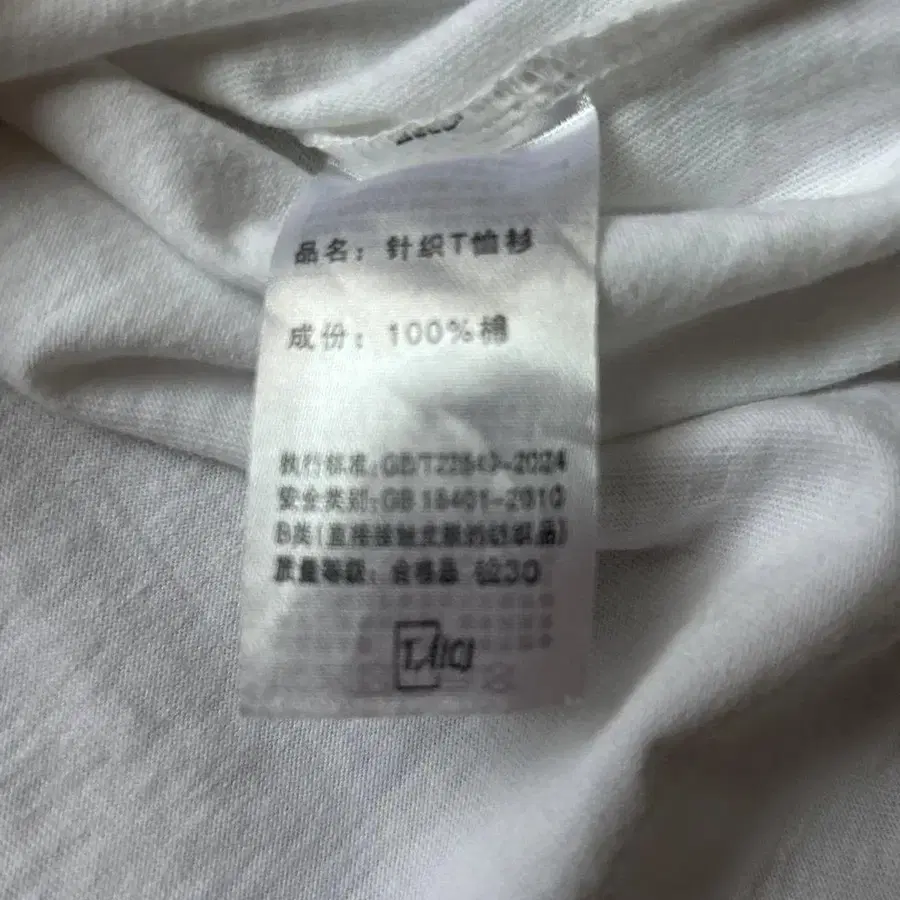 品名：针织T恤衫
成份：100%棉
执行标准：GB/T22849-2024
安全类别：GB 18401-2010
B类（直接接触皮肤的纺织品）
质量等级：合格品 检30